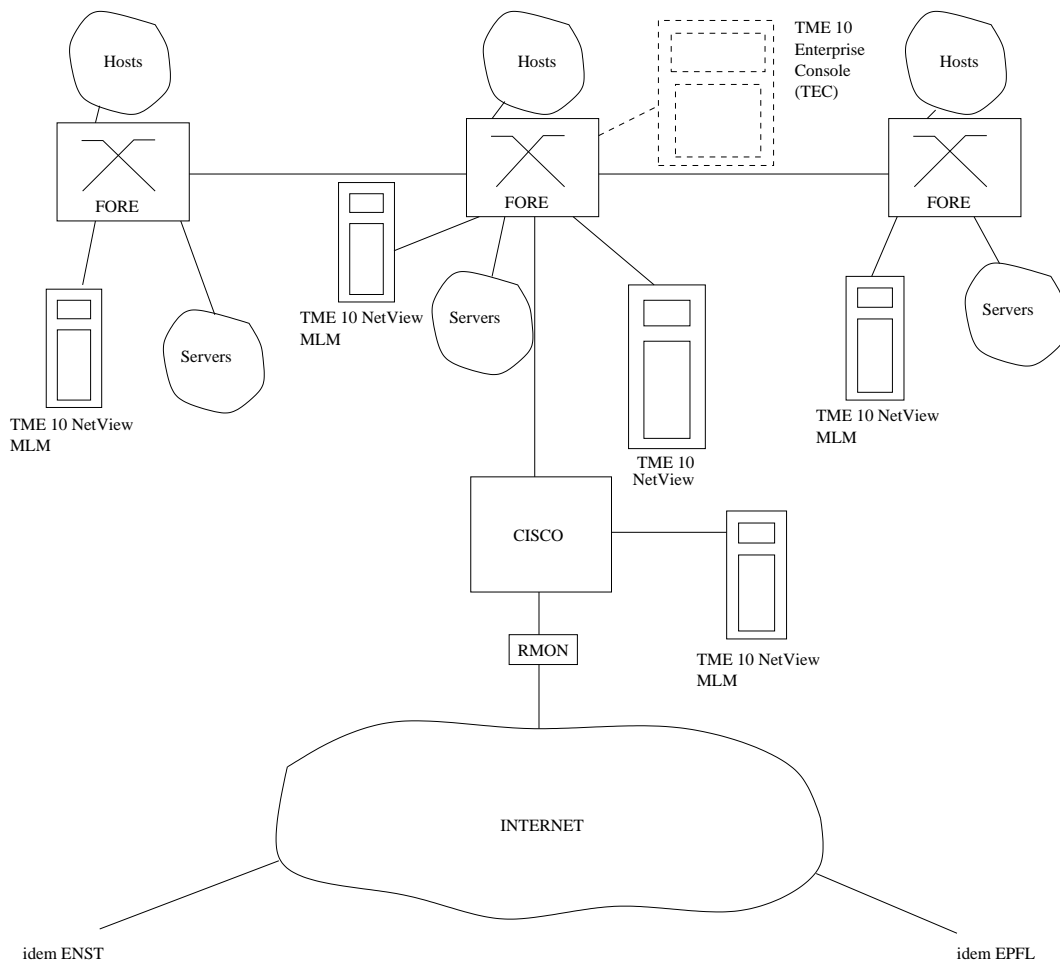 Hosts
Hosts
TME 10
Enterprise
Console
(TEC)
Hosts
FORE
FORE
FORE
TME 10 NetView
MLM
Servers
Servers
Servers
TME 10 NetView
MLM
TME 10 NetView
MLM
TME 10
NetView
CISCO
RMON
TME 10 NetView
MLM
INTERNET
idem ENST
idem EPFL